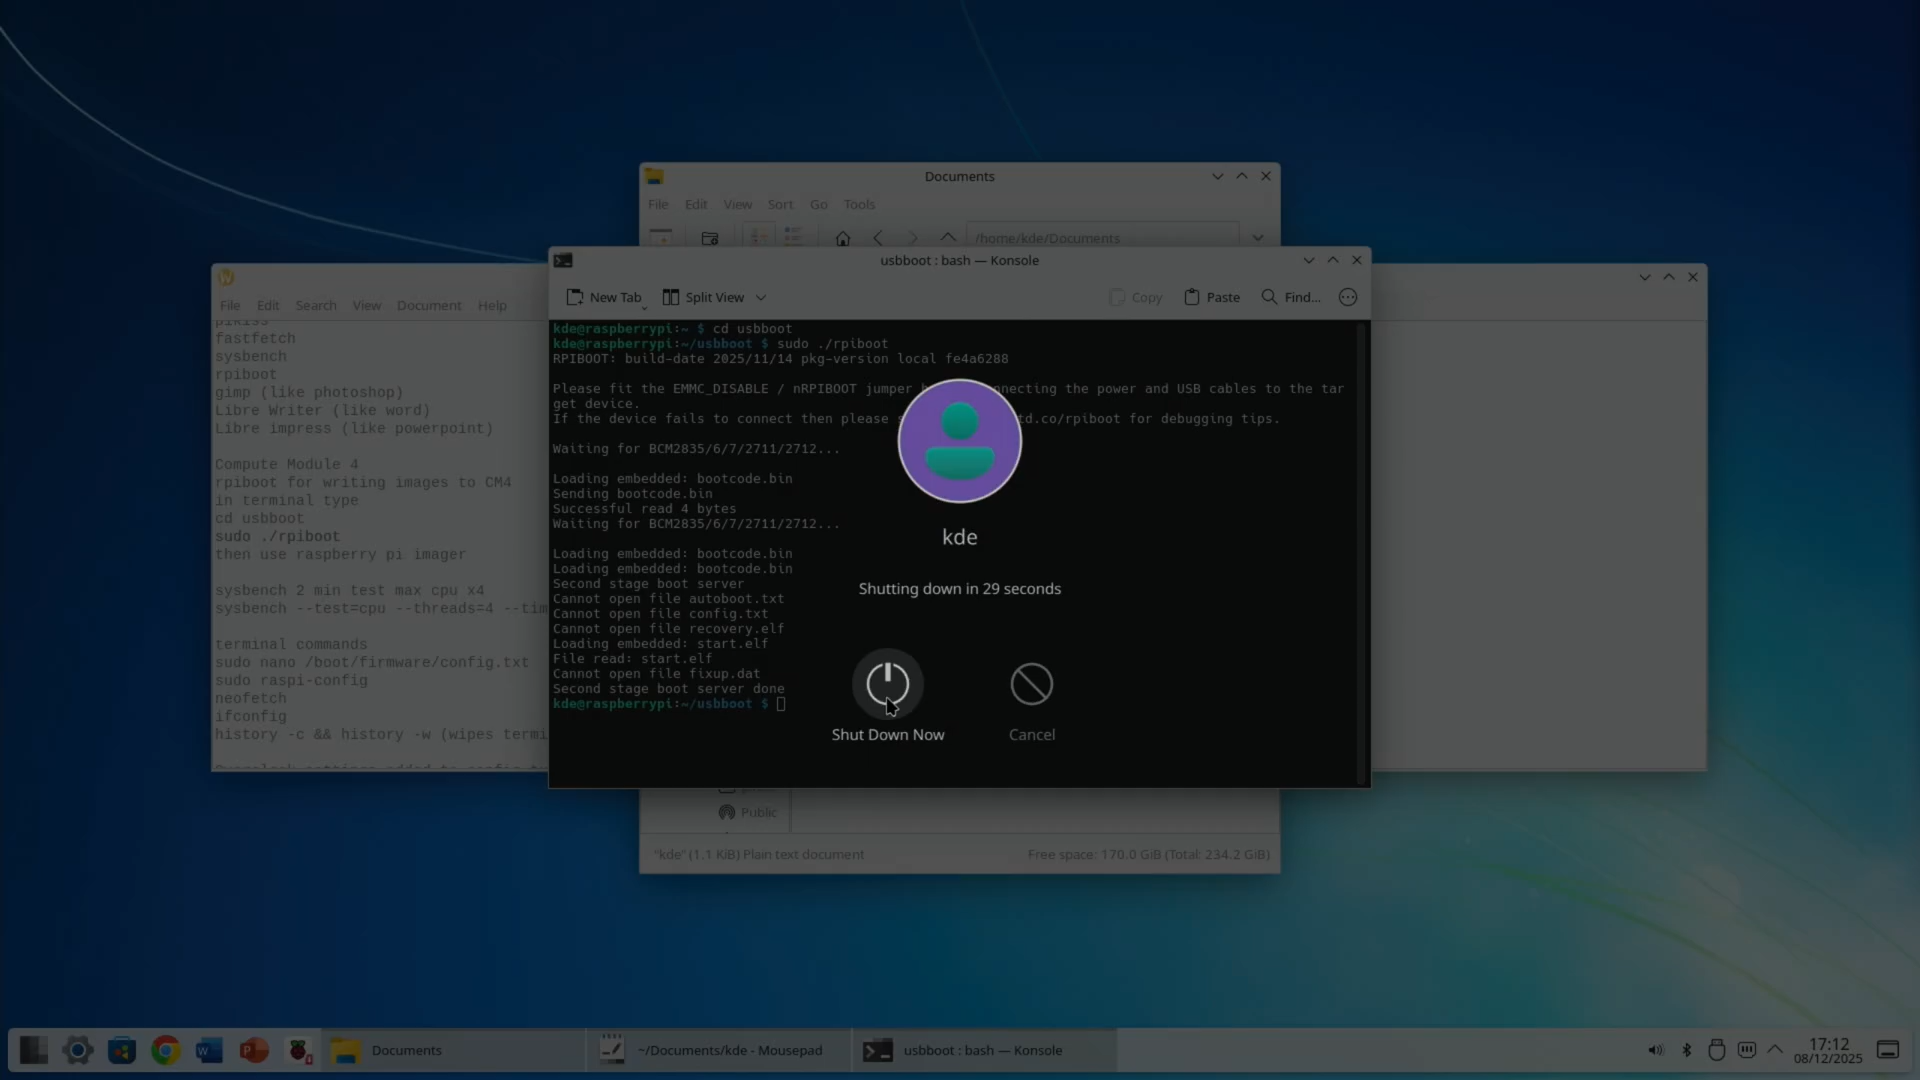 Documents
File Edit View Sort Go Tools
/home/kde/Documents
usbboot : bash — Konsole
New Tab Split View Copy Paste Find...
File Edit Search View Document Help
fastfetch
sysbench
rpiboot
gimp (like photoshop)
Libre Writer (like word)
Libre impress (like powerpoint)
Compute Module 4
rpiboot for writing images to CM4
in terminal type
cd usbboot
sudo ./rpiboot
then use raspberry pi imager
sysbench 2 min test max cpu x4
sysbench --test=cpu --threads=4
terminal commands
sudo nano /boot/firmware/config.txt
sudo raspi-config
neofetch
ifconfig
history -c && history -w (wipes
kde@raspberrypi:~ $ cd usbboot
kde@raspberrypi:~/usbboot $ sudo ./rpiboot
RPIBOOT: build-date 2025/11/14 pkg-version local fe4a6288
Please fit the EMMC_DISABLE / nRPIBOOT jumper the power and USB cables to the tar
get device.
If the device fails to connect then please for debugging tips.
Waiting for BCM2835/6/7/2711/2712...
Loading embedded: bootcode.bin
Sending bootcode.bin
Successful read 4 bytes
Waiting for BCM2835/6/7/2711/2712...
Loading embedded: bootcode.bin
Loading embedded: bootcode.bin
Second stage boot server
Cannot open file autoboot.txt
Cannot open file config.txt
Cannot open file recovery.elf
Loading embedded: start.elf
File read: start.elf
Cannot open file fixup.dat
Second stage boot server done
kde@raspberrypi:~/usbboot $
kde
Shutting down in 29 seconds
Shut Down Now Cancel
Public
"kde" (1.1 KiB) Plain text document Free space: 170.0 GiB (Total: 234.2 GiB)
Documents ~/Documents/kde - Mousepad usbboot : bash — Konsole
17:12
08/12/2025